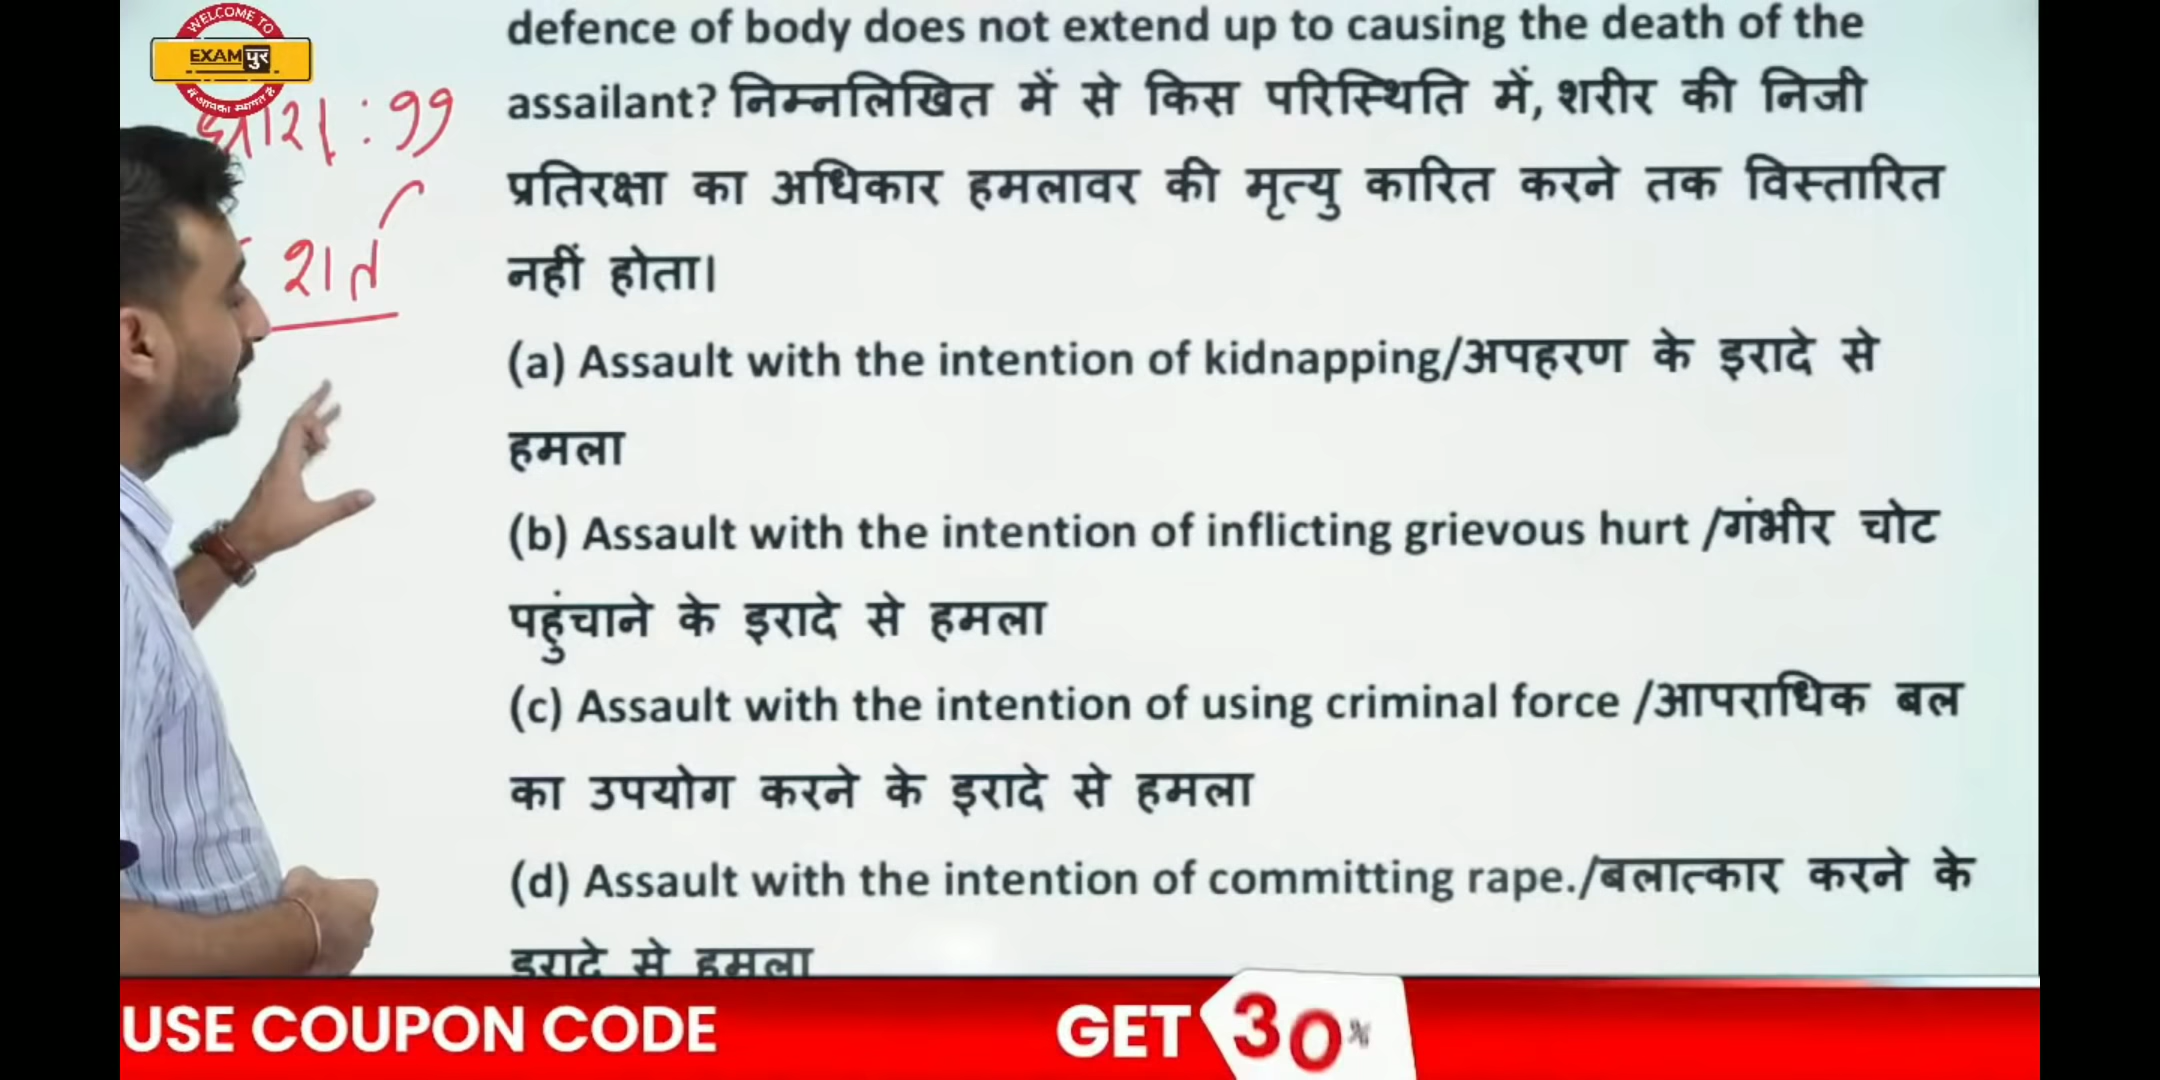 WELCOME TO
EXAMपुर
में आपका स्वागत है
धारा : 99
शर्त
defence of body does not extend up to causing the death of the
assailant? निम्नलिखित में से किस परिस्थिति में, शरीर की निजी
प्रतिरक्षा का अधिकार हमलावर की मृत्यु कारित करने तक विस्तारित
नहीं होता।
(a) Assault with the intention of kidnapping/अपहरण के इरादे से
हमला
(b) Assault with the intention of inflicting grievous hurt /गंभीर चोट
पहुंचाने के इरादे से हमला
(c) Assault with the intention of using criminal force /आपराधिक बल
का उपयोग करने के इरादे से हमला
(d) Assault with the intention of committing rape./बलात्कार करने के
इरादे से हमला
USE COUPON CODE
GET 30%